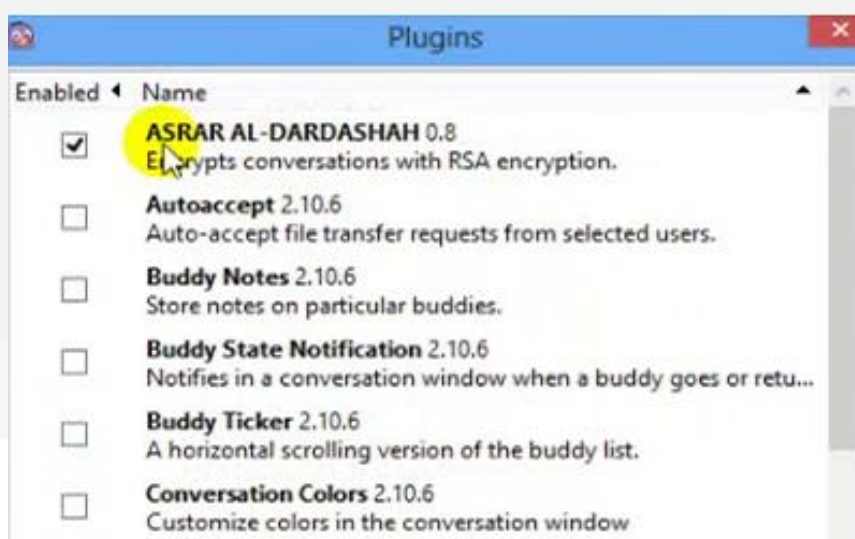 Plugins
Enabled Name
ASRAR AL-DARDASHAH 0.8
Encrypts conversations with RSA encryption.
Autoaccept 2.10.6
Auto-accept file transfer requests from selected users.
Buddy Notes 2.10.6
Store notes on particular buddies.
Buddy State Notification 2.10.6
Notifies in a conversation window when a buddy goes or retu...
Buddy Ticker 2.10.6
A horizontal scrolling version of the buddy list.
Conversation Colors 2.10.6
Customize colors in the conversation window